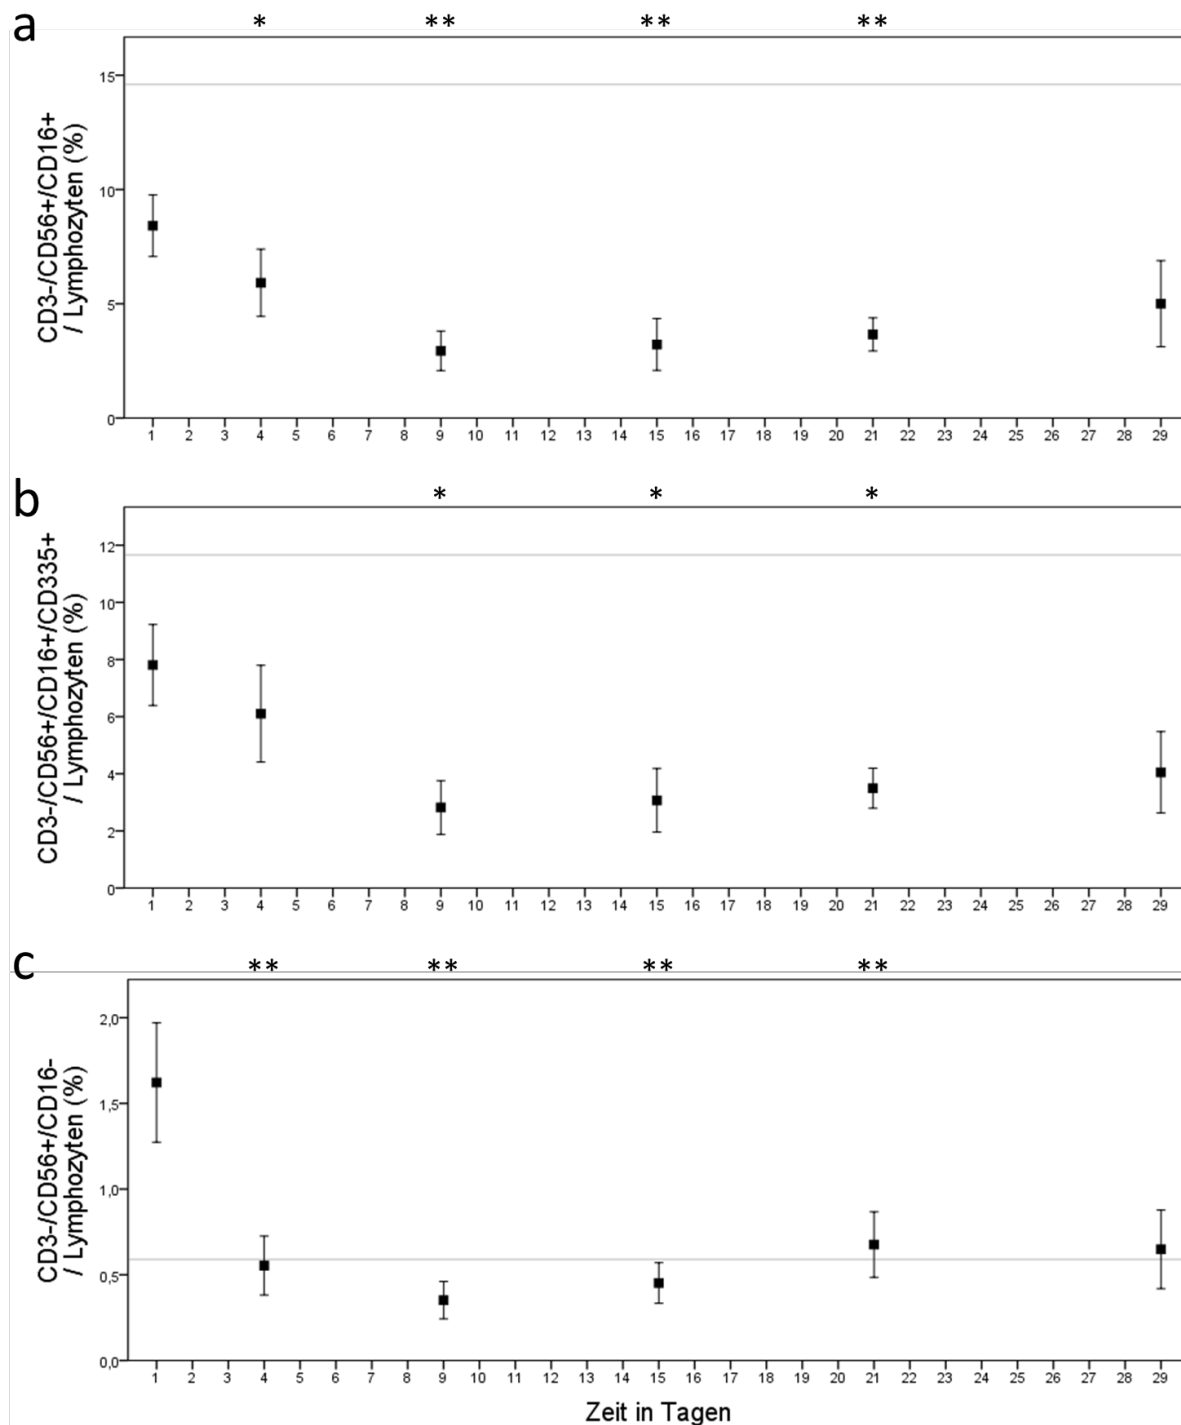 a
* ** ** **
CD3-/CD56+/CD16+
/ Lymphozyten (%)
15
10
5
0
1 2 3 4 5 6 7 8 9 10 11 12 13 14 15 16 17 18 19 20 21 22 23 24 25 26 27 28 29
b
* * *
CD3-/CD56+/CD16+/CD335+
/ Lymphozyten (%)
12
10
8
6
4
2
0
1 2 3 4 5 6 7 8 9 10 11 12 13 14 15 16 17 18 19 20 21 22 23 24 25 26 27 28 29
c
** ** ** **
CD3-/CD56+/CD16-
/ Lymphozyten (%)
2,0
1,5
1,0
0,5
0,0
1 2 3 4 5 6 7 8 9 10 11 12 13 14 15 16 17 18 19 20 21 22 23 24 25 26 27 28 29
Zeit in Tagen